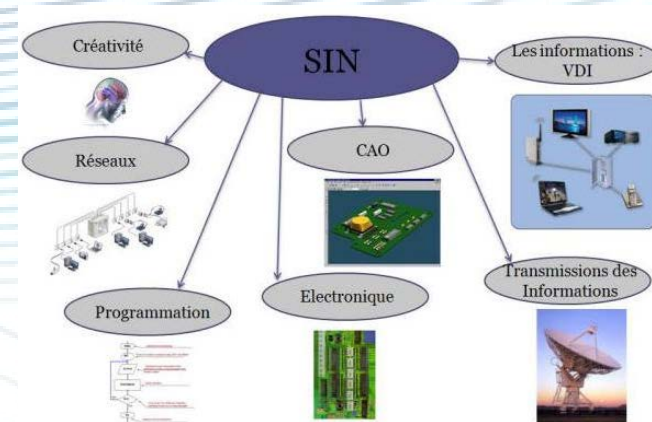 SIN
Créativité
Les informations :
VDI
Réseaux
CAO
Programmation
Electronique
Transmissions des
Informations